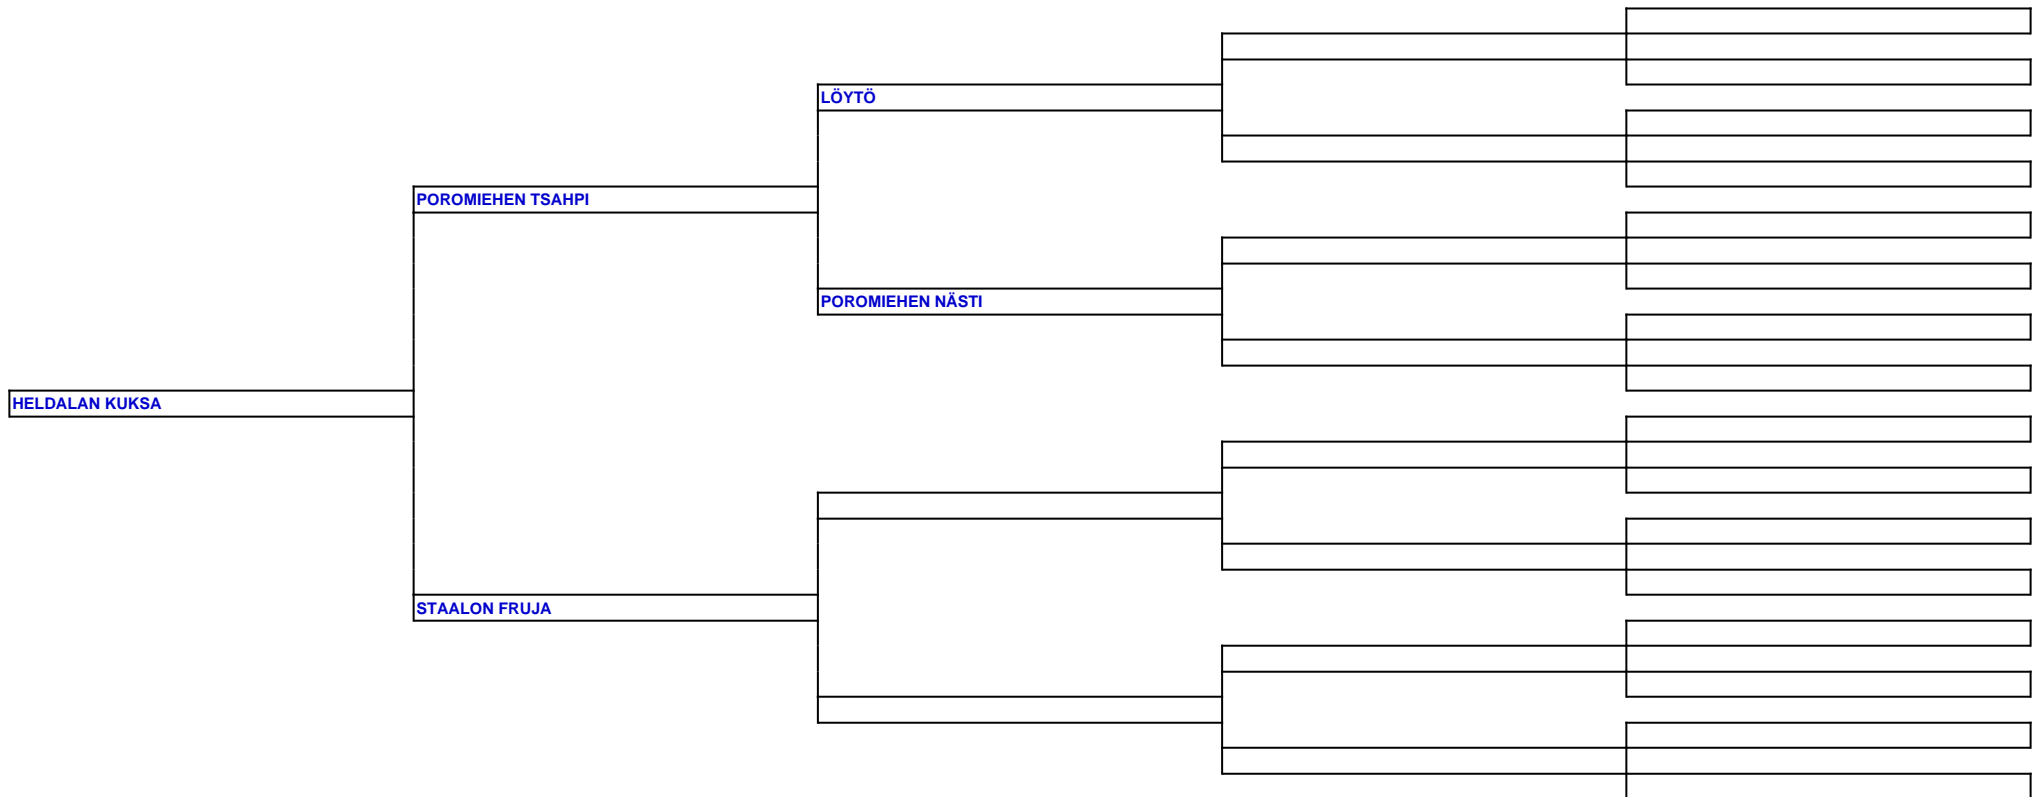 LÖYTÖ
POROMIEHEN TSAHPI
POROMIEHEN NÄSTI
HELDALAN KUKSA
STAALON FRUJA